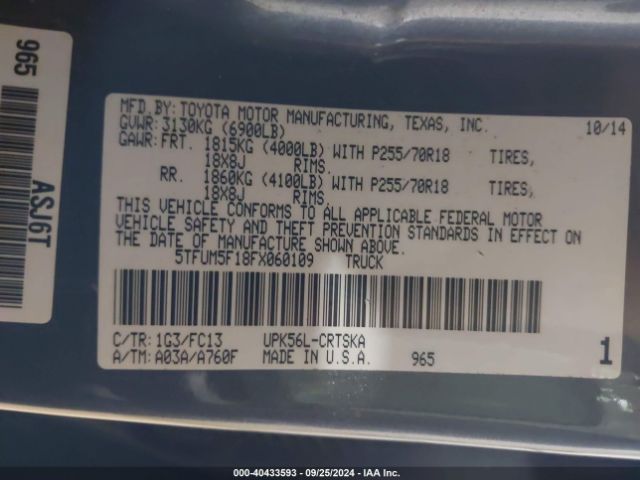 965
ASJ6T
MFD.BY: TOYOTA MOTOR MANUFACTURING, TEXAS, INC. 10/14
GVWR: 3130KG (6900LB)
GAWR: FRT. 1815KG (4000LB) WITH P255/70R18 TIRES,
18X8J RIMS.
RR. 1860KG (4100LB) WITH P255/70R18 TIRES,
18X8J RIMS.
THIS VEHICLE CONFORMS TO ALL APPLICABLE FEDERAL MOTOR
VEHICLE SAFETY AND THEFT PREVENTION STANDARDS IN EFFECT ON
THE DATE OF MANUFACTURE SHOWN ABOVE.
5TFUM5F18FX060109 TRUCK
C/TR: 1G3/FC13 UPK56L-CRTSKA
A/TM: A03A/A760F MADE IN U.S.A. 965 1
© - 40433593 - 09/25/2024 - IAA Inc.